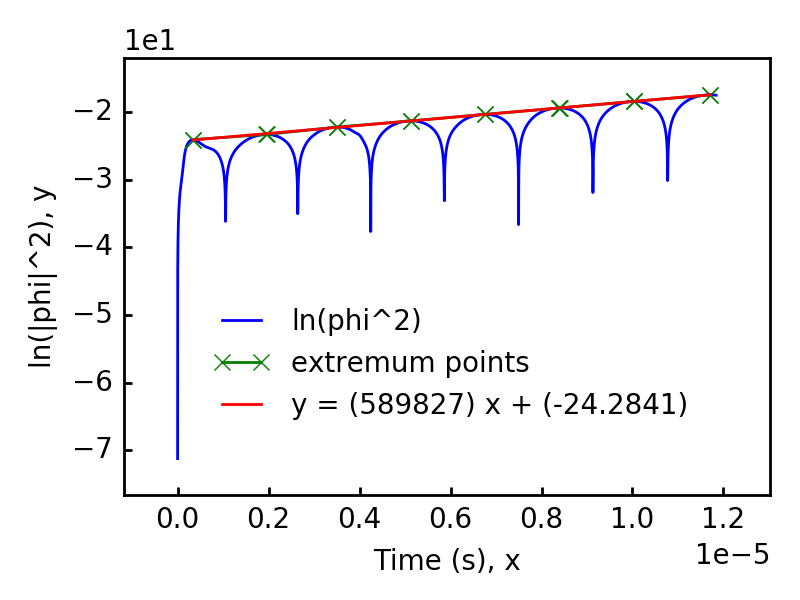 1e1
ln(|phi|^2), y
−2
−3
−4
−5
−6
−7
ln(phi^2)
extremum points
y = (589827) x + (-24.2841)
0.0 0.2 0.4 0.6 0.8 1.0 1.2
1e−5
Time (s), x